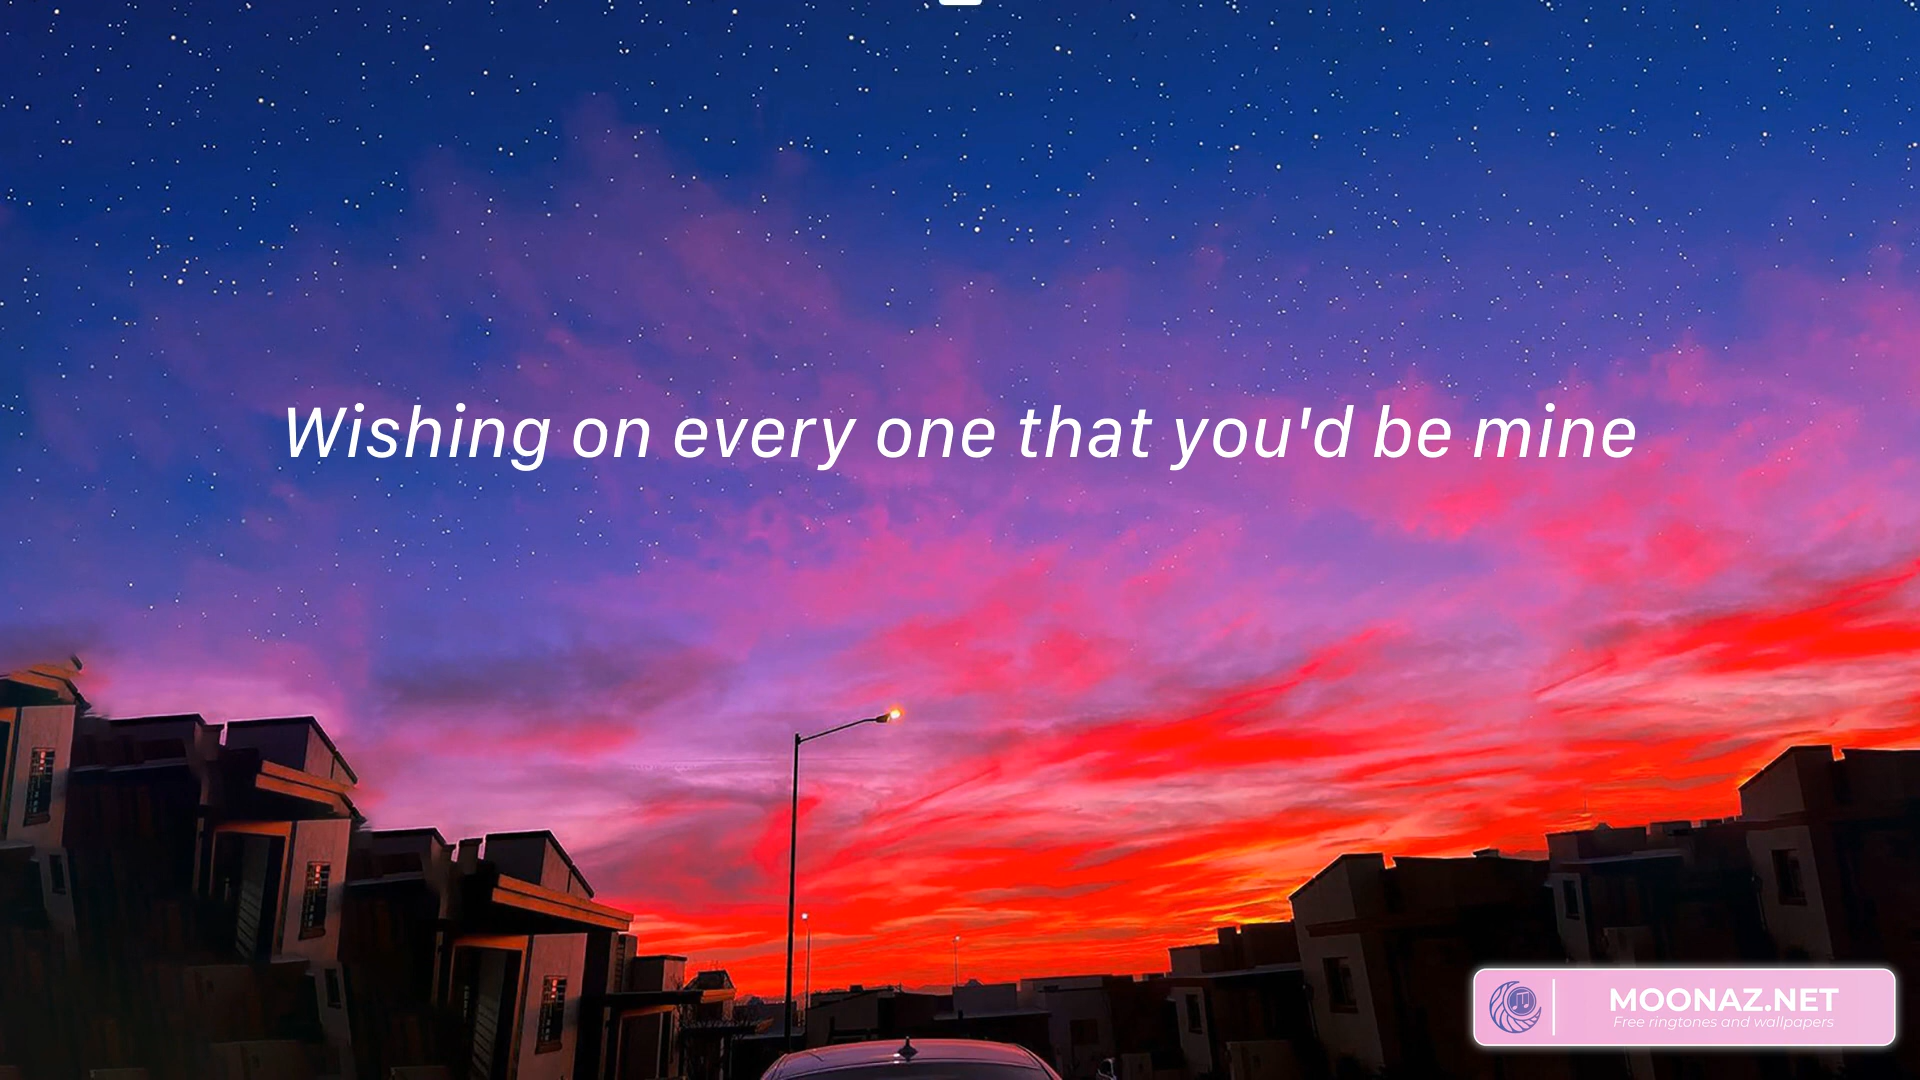 Wishing on every one that you'd be mine
MOONAZ.NET
Free ringtones and wallpapers